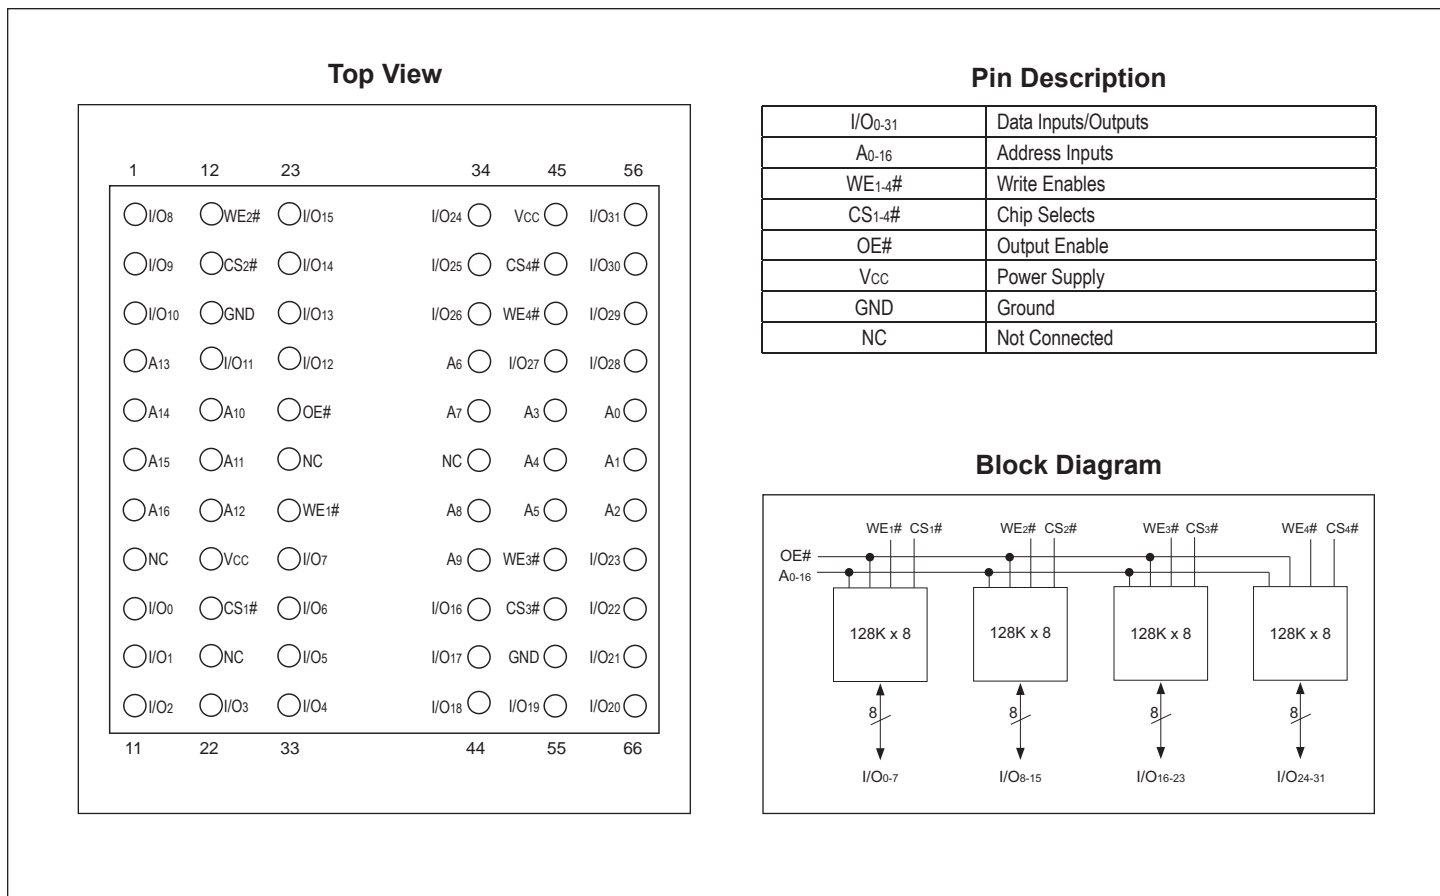 Top View
1 12 23 34 45 56
I/O8 WE2# I/O15 I/O24 VCC I/O31
I/O9 CS2# I/O14 I/O25 CS4# I/O30
I/O10 GND I/O13 I/O26 WE4# I/O29
A13 I/O11 I/O12 A6 I/O27 I/O28
A14 A10 OE# A7 A3 A0
A15 A11 NC NC A4 A1
A16 A12 WE1# A8 A5 A2
NC VCC I/O7 A9 WE3# I/O23
I/O0 CS1# I/O6 I/O16 CS3# I/O22
I/O1 NC I/O5 I/O17 GND I/O21
I/O2 I/O3 I/O4 I/O18 I/O19 I/O20
11 22 33 44 55 66
Pin Description
I/O0-31 Data Inputs/Outputs
A0-16 Address Inputs
WE1-4# Write Enables
CS1-4# Chip Selects
OE# Output Enable
VCC Power Supply
GND Ground
NC Not Connected
Block Diagram
WE1# CS1# WE2# CS2# WE3# CS3# WE4# CS4#
OE#
A0-16
128K x 8 128K x 8 128K x 8 128K x 8
8 8 8 8
I/O0-7 I/O8-15 I/O16-23 I/O24-31